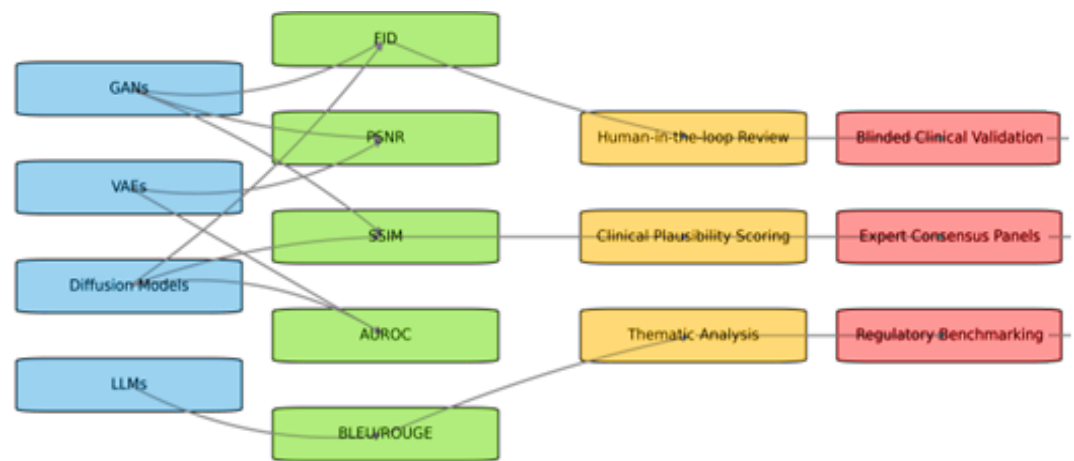 FID
GANs
PSNR
Human-in-the-loop Review
Blinded Clinical Validation
VAEs
SSIM
Clinical Plausibility Scoring
Expert Consensus Panels
Diffusion Models
AUROC
Thematic Analysis
Regulatory Benchmarking
LLMs
BLEU/ROUGE